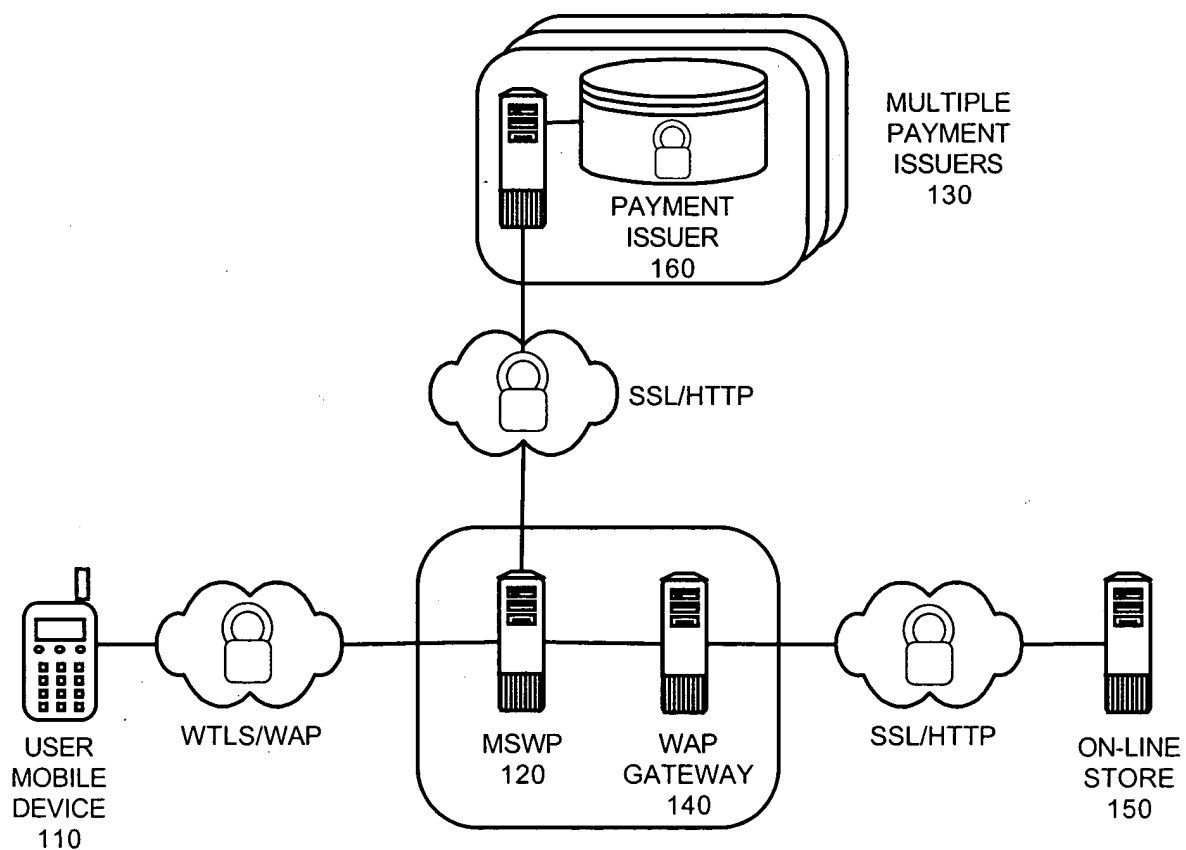 MULTIPLE
PAYMENT
ISSUERS
130
PAYMENT
ISSUER
160
SSL/HTTP
WTLS/WAP
SSL/HTTP
USER
MOBILE
DEVICE
110
MSWP
120
WAP
GATEWAY
140
ON-LINE
STORE
150